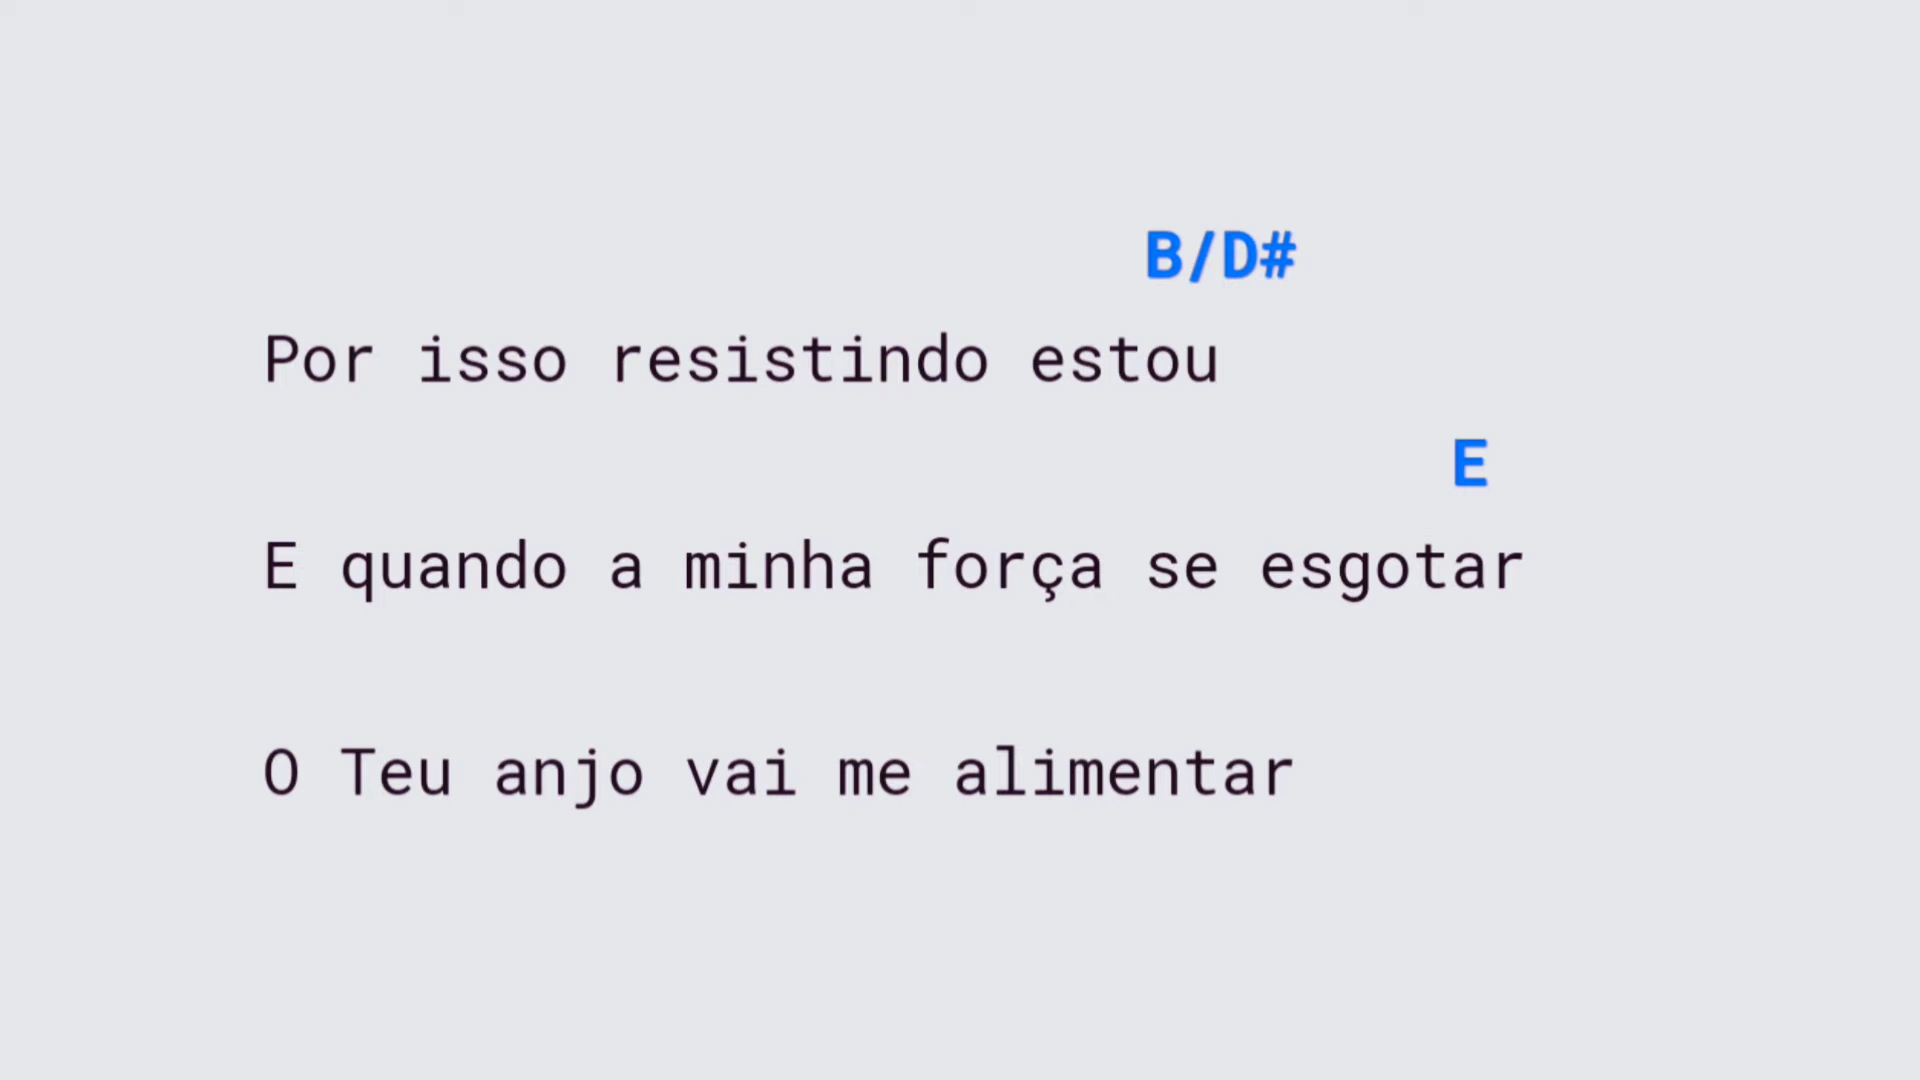 B/D#
Por isso resistindo estou
E
E quando a minha força se esgotar
O Teu anjo vai me alimentar